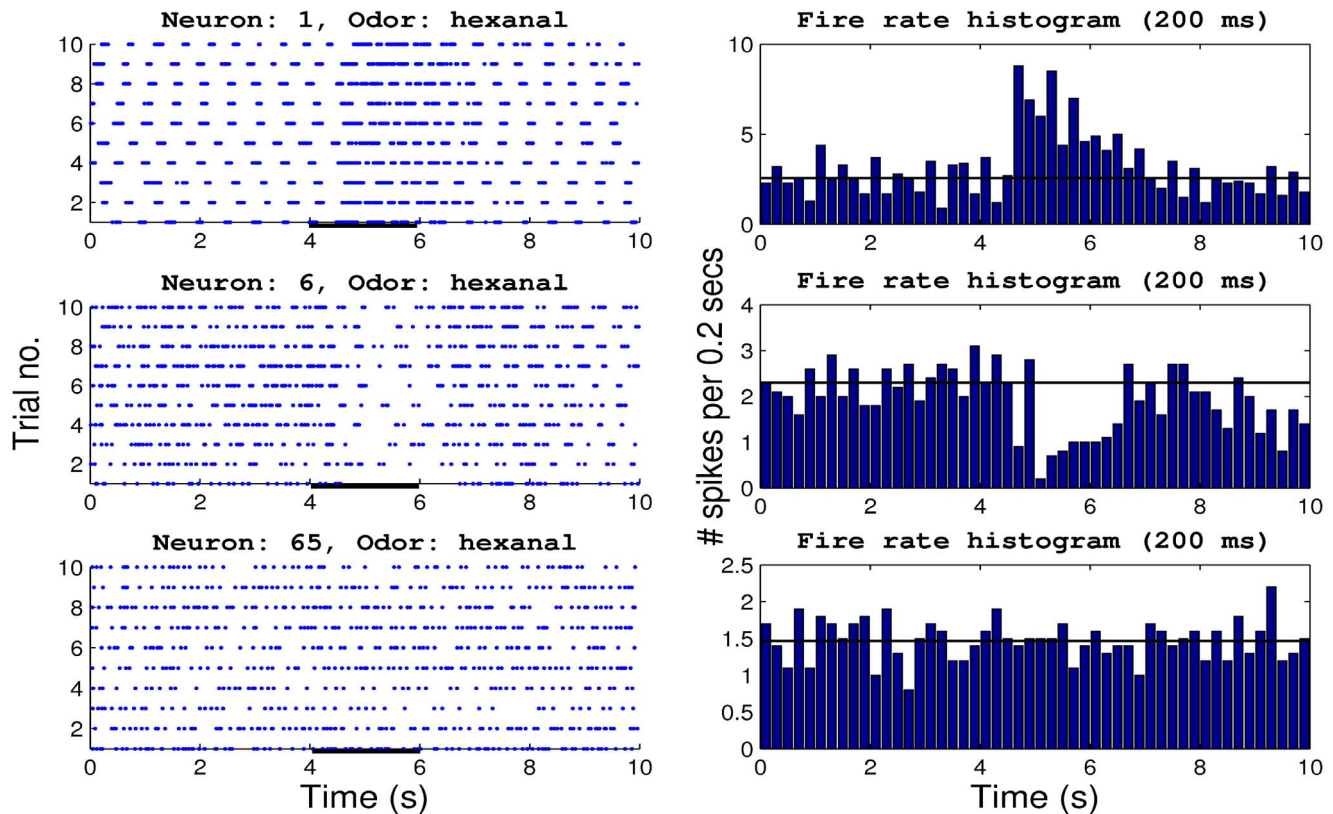 Neuron: 1, Odor: hexanal
10
8
6
4
2
0 2 4 6 8 10
Fire rate histogram (200 ms)
10
5
0
0 2 4 6 8 10
Neuron: 6, Odor: hexanal
10
8
6
4
2
0 2 4 6 8 10
Trial no.
Fire rate histogram (200 ms)
4
3
2
1
0
0 2 4 6 8 10
# spikes per 0.2 secs
Neuron: 65, Odor: hexanal
10
8
6
4
2
0 2 4 6 8 10
Time (s)
Fire rate histogram (200 ms)
2.5
2
1.5
1
0.5
0
0 2 4 6 8 10
Time (s)